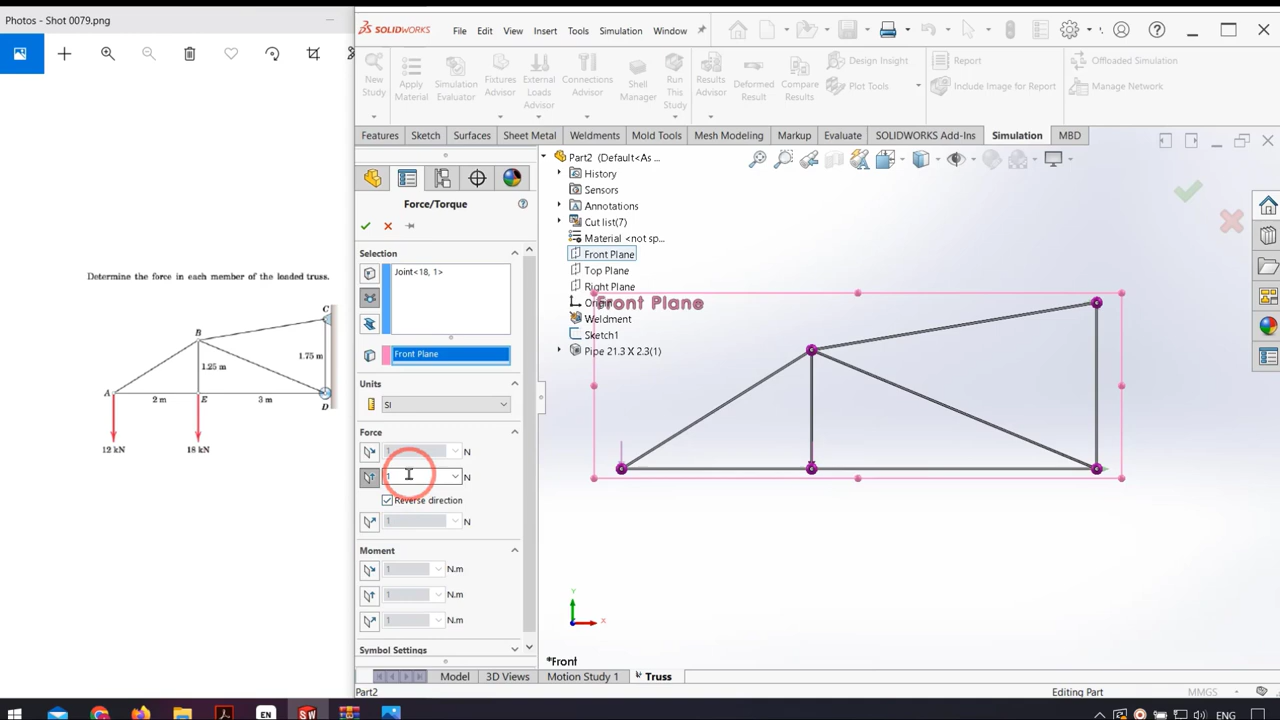 Photos - Shot 0079.png
SOLIDWORKS
File
Edit
View
Insert
Tools
Simulation
Window
New Study
Apply Material
Simulation Evaluator
Fixtures Advisor
External Loads Advisor
Connections Advisor
Shell Manager
Run This Study
Results Advisor
Deformed Result
Compare Results
Design Insight
Plot Tools
Report
Include Image for Report
Offloaded Simulation
Manage Network
Features
Sketch
Surfaces
Sheet Metal
Weldments
Mold Tools
Mesh Modeling
Markup
Evaluate
SOLIDWORKS Add-Ins
Simulation
MBD
Force/Torque
Selection
Joint<18, 1>
Front Plane
Units
SI
Force
1 N
1 N
Reverse direction
1 N
Moment
1 N.m
1 N.m
1 N.m
Symbol Settings
Part2 (Default<As ...
History
Sensors
Annotations
Cut list(7)
Material <not sp...
Front Plane
Top Plane
Right Plane
Origin
Weldment
Sketch1
Pipe 21.3 X 2.3(1)
Front Plane
Y
X
*Front
Determine the force in each member of the loaded truss.
C
B
1.75 m
1.25 m
A
2 m
E
3 m
D
12 kN
18 kN
Model
3D Views
Motion Study 1
Truss
Part2
Editing Part
MMGS
EN
ENG